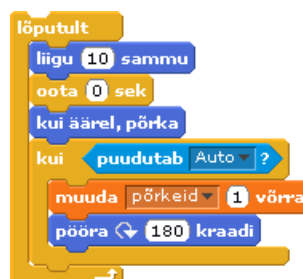 lõputult
liigu 10 sammu
oota 0 sek
kui äärel, põrka
kui puudutab Auto ?
muuda põrkeid 1 võrra
pööra 180 kraadi